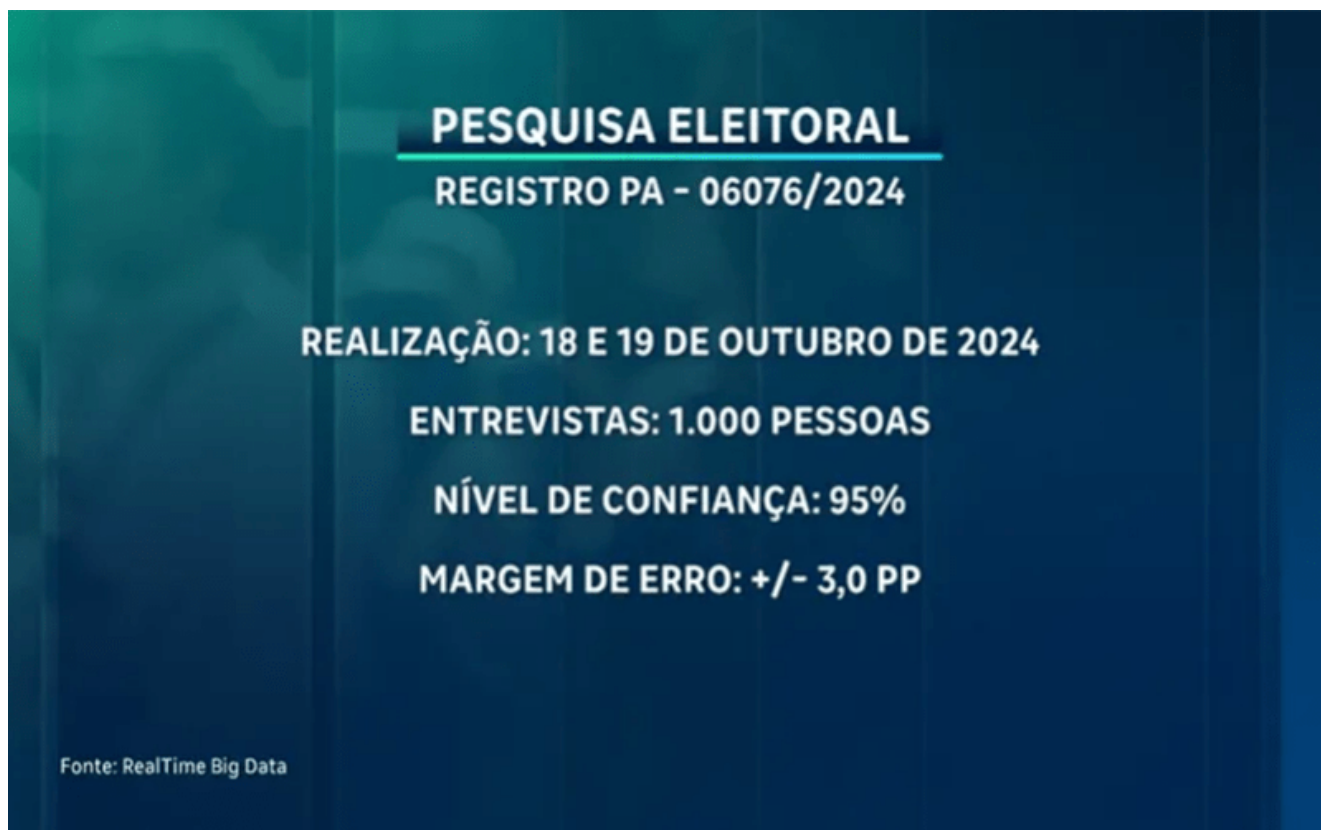 PESQUISA ELEITORAL
REGISTRO PA - 06076/2024
REALIZAÇÃO: 18 E 19 DE OUTUBRO DE 2024
ENTREVISTAS: 1.000 PESSOAS
NÍVEL DE CONFIANÇA: 95%
MARGEM DE ERRO: +/- 3,0 PP
Fonte: RealTime Big Data